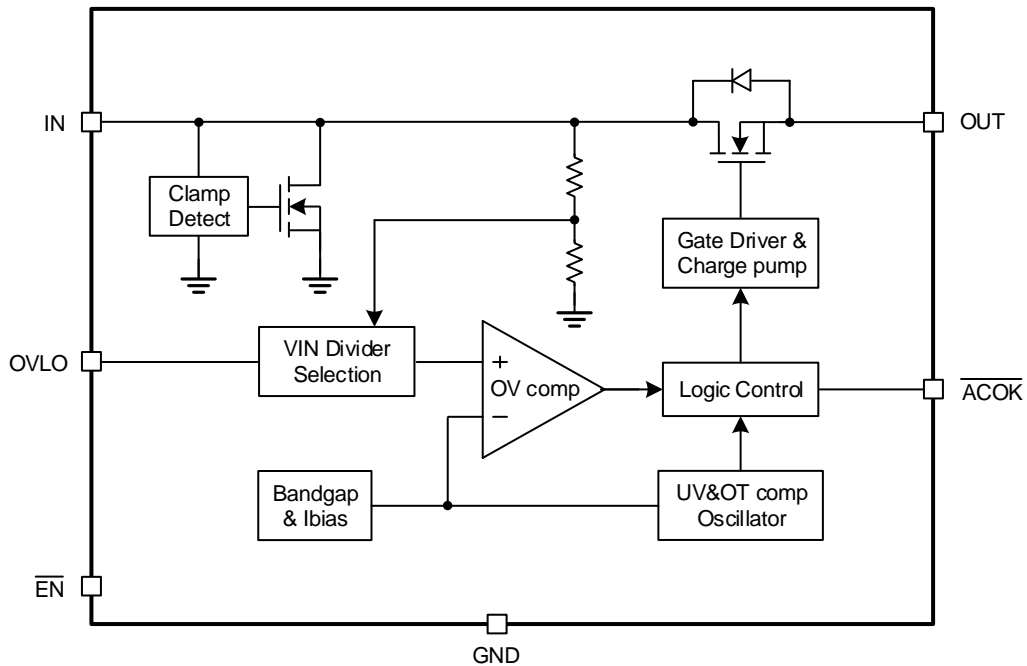 IN
OUT
Clamp
Detect
Gate Driver &
Charge pump
OVLO
VIN Divider
Selection
+
OV comp
−
Logic Control
ACOK
Bandgap
& Ibias
UV&OT comp
Oscillator
EN
GND